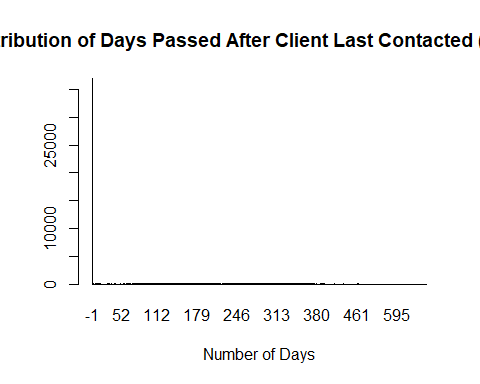 of Days Passed After Client Last Contacted (
25000
10000
0
-1 52 112 179 246 313 380 461 595
Number of Days